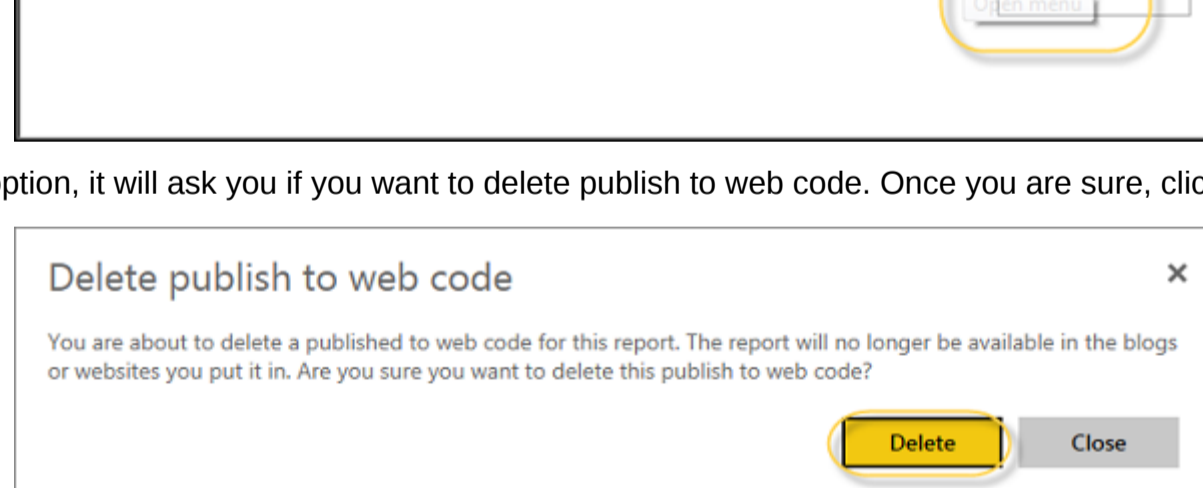 Open menu
ption, it will ask you if you want to delete publish to web code. Once you are sure, clic
Delete publish to web code
×
You are about to delete a published to web code for this report. The report will no longer be available in the blogs
or websites you put it in. Are you sure you want to delete this publish to web code?
Delete Close